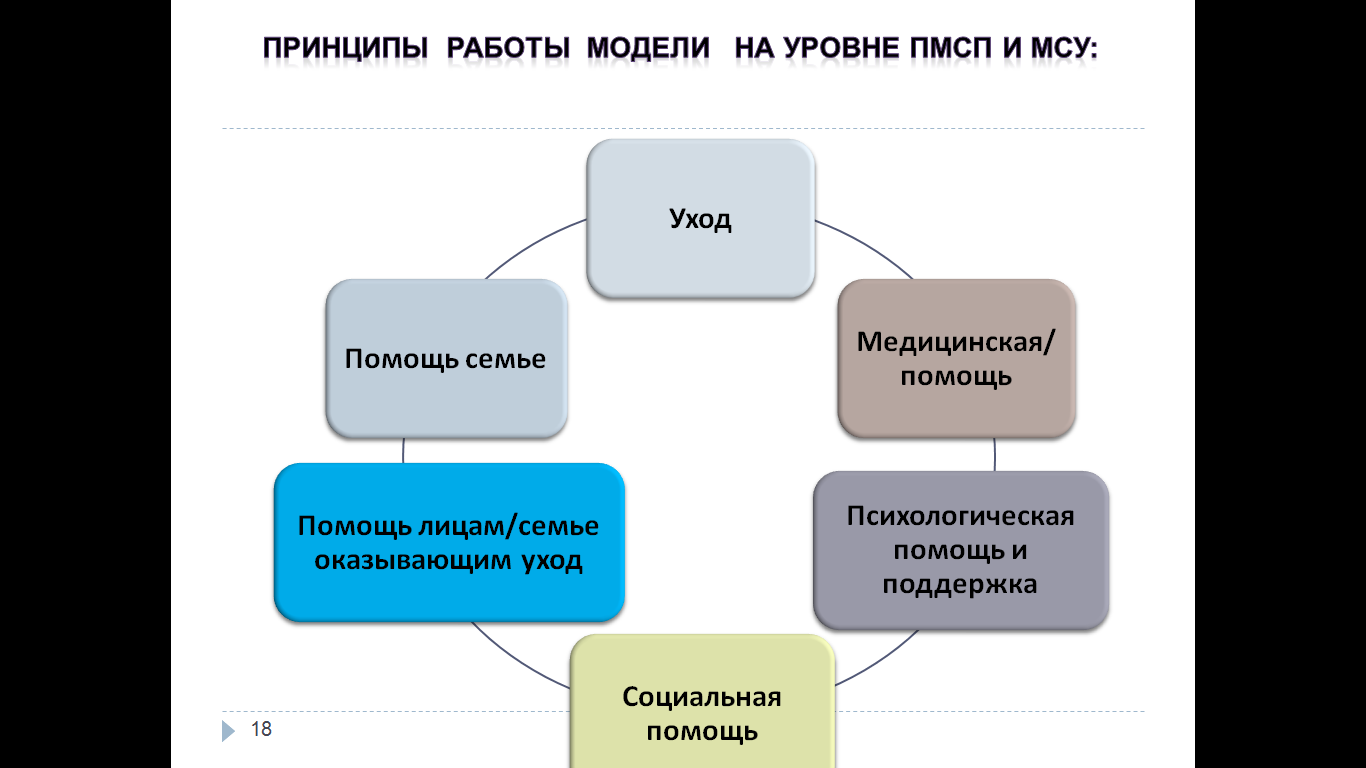 ПРИНЦИПЫ РАБОТЫ МОДЕЛИ НА УРОВНЕ ПМСП И МСУ:
Уход
Медицинская/
помощь
Психологическая
помощь и
поддержка
Социальная
помощь
Помощь лицам/семье
оказывающим уход
Помощь семье
18